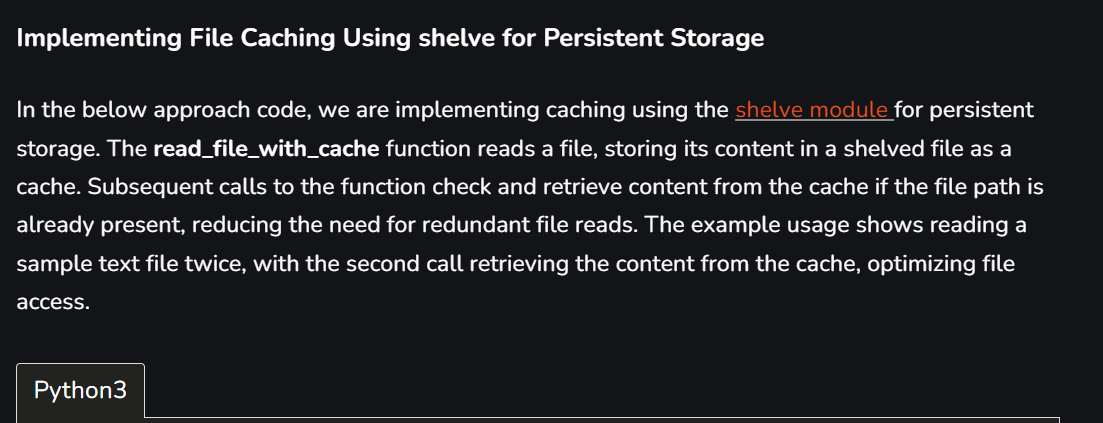 Implementing File Caching Using shelve for Persistent Storage
In the below approach code, we are implementing caching using the shelve module for persistent
storage. The read_file_with_cache function reads a file, storing its content in a shelved file as a
cache. Subsequent calls to the function check and retrieve content from the cache if the file path is
already present, reducing the need for redundant file reads. The example usage shows reading a
sample text file twice, with the second call retrieving the content from the cache, optimizing file
access.
Python3